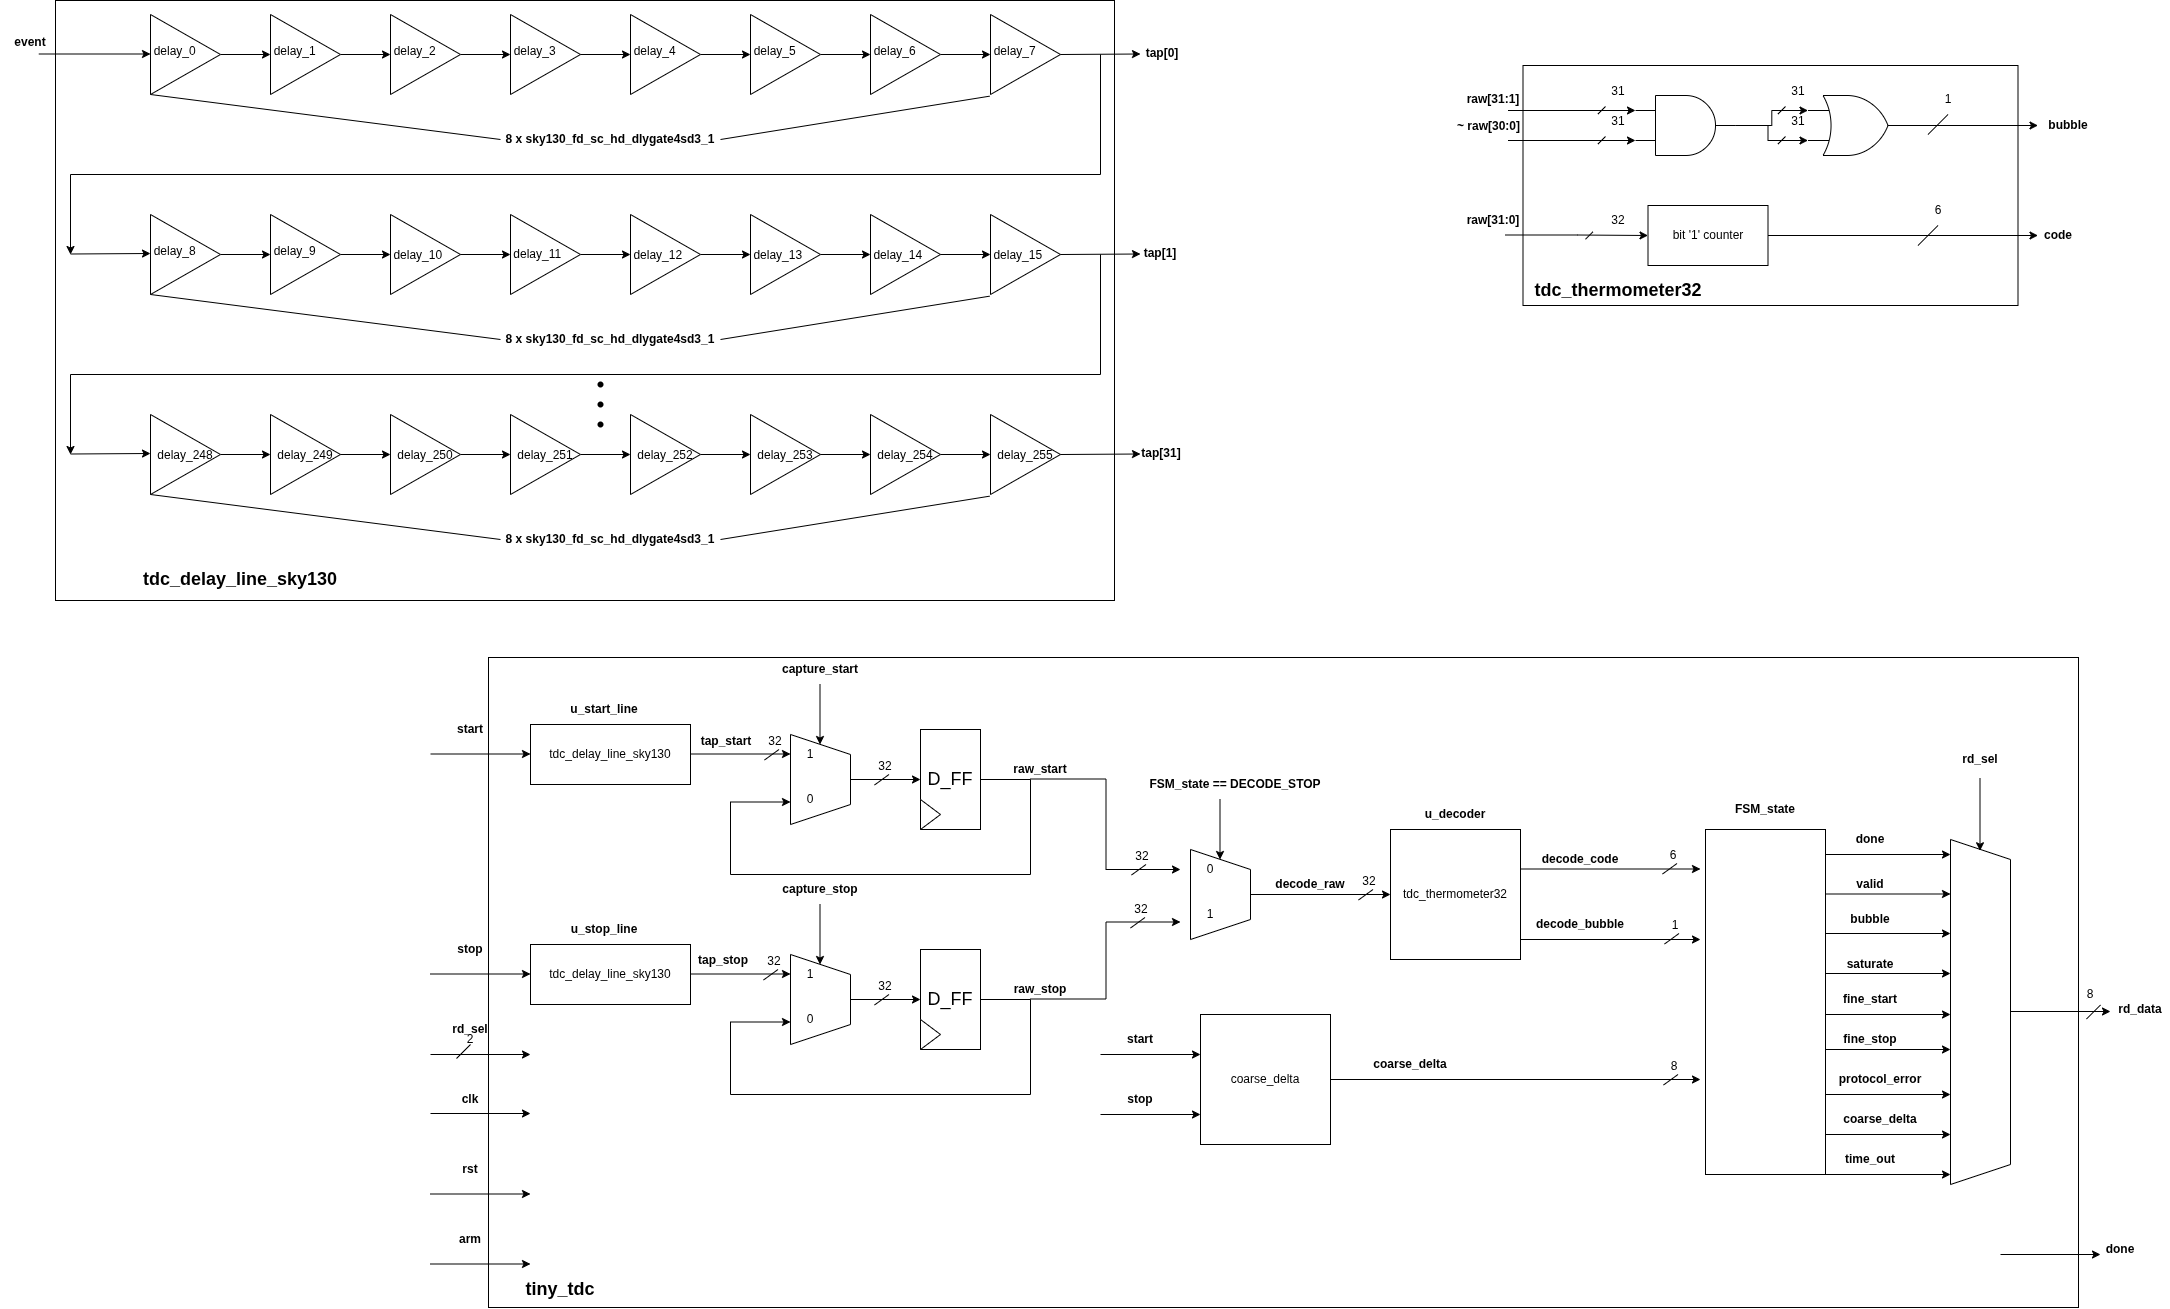 event
delay_0
delay_1
delay_2
delay_3
delay_4
delay_5
delay_6
delay_7
tap[0]
8 x sky130_fd_sc_hd_dlygate4sd3_1
delay_8
delay_9
delay_10
delay_11
delay_12
delay_13
delay_14
delay_15
tap[1]
8 x sky130_fd_sc_hd_dlygate4sd3_1
delay_248
delay_249
delay_250
delay_251
delay_252
delay_253
delay_254
delay_255
tap[31]
8 x sky130_fd_sc_hd_dlygate4sd3_1
tdc_delay_line_sky130
raw[31:1]
31
31
1
~ raw[30:0]
31
31
bubble
raw[31:0]
32
bit '1' counter
6
code
tdc_thermometer32
capture_start
u_start_line
start
tdc_delay_line_sky130
tap_start
32
1
0
32
D_FF
raw_start
capture_stop
u_stop_line
stop
tdc_delay_line_sky130
tap_stop
32
1
0
32
D_FF
raw_stop
rd_sel
2
clk
rst
arm
FSM_state == DECODE_STOP
32
32
0
1
decode_raw
32
u_decoder
tdc_thermometer32
decode_code
6
decode_bubble
1
start
stop
coarse_delta
coarse_delta
8
FSM_state
done
valid
bubble
saturate
fine_start
fine_stop
protocol_error
coarse_delta
time_out
rd_sel
8
rd_data
done
tiny_tdc